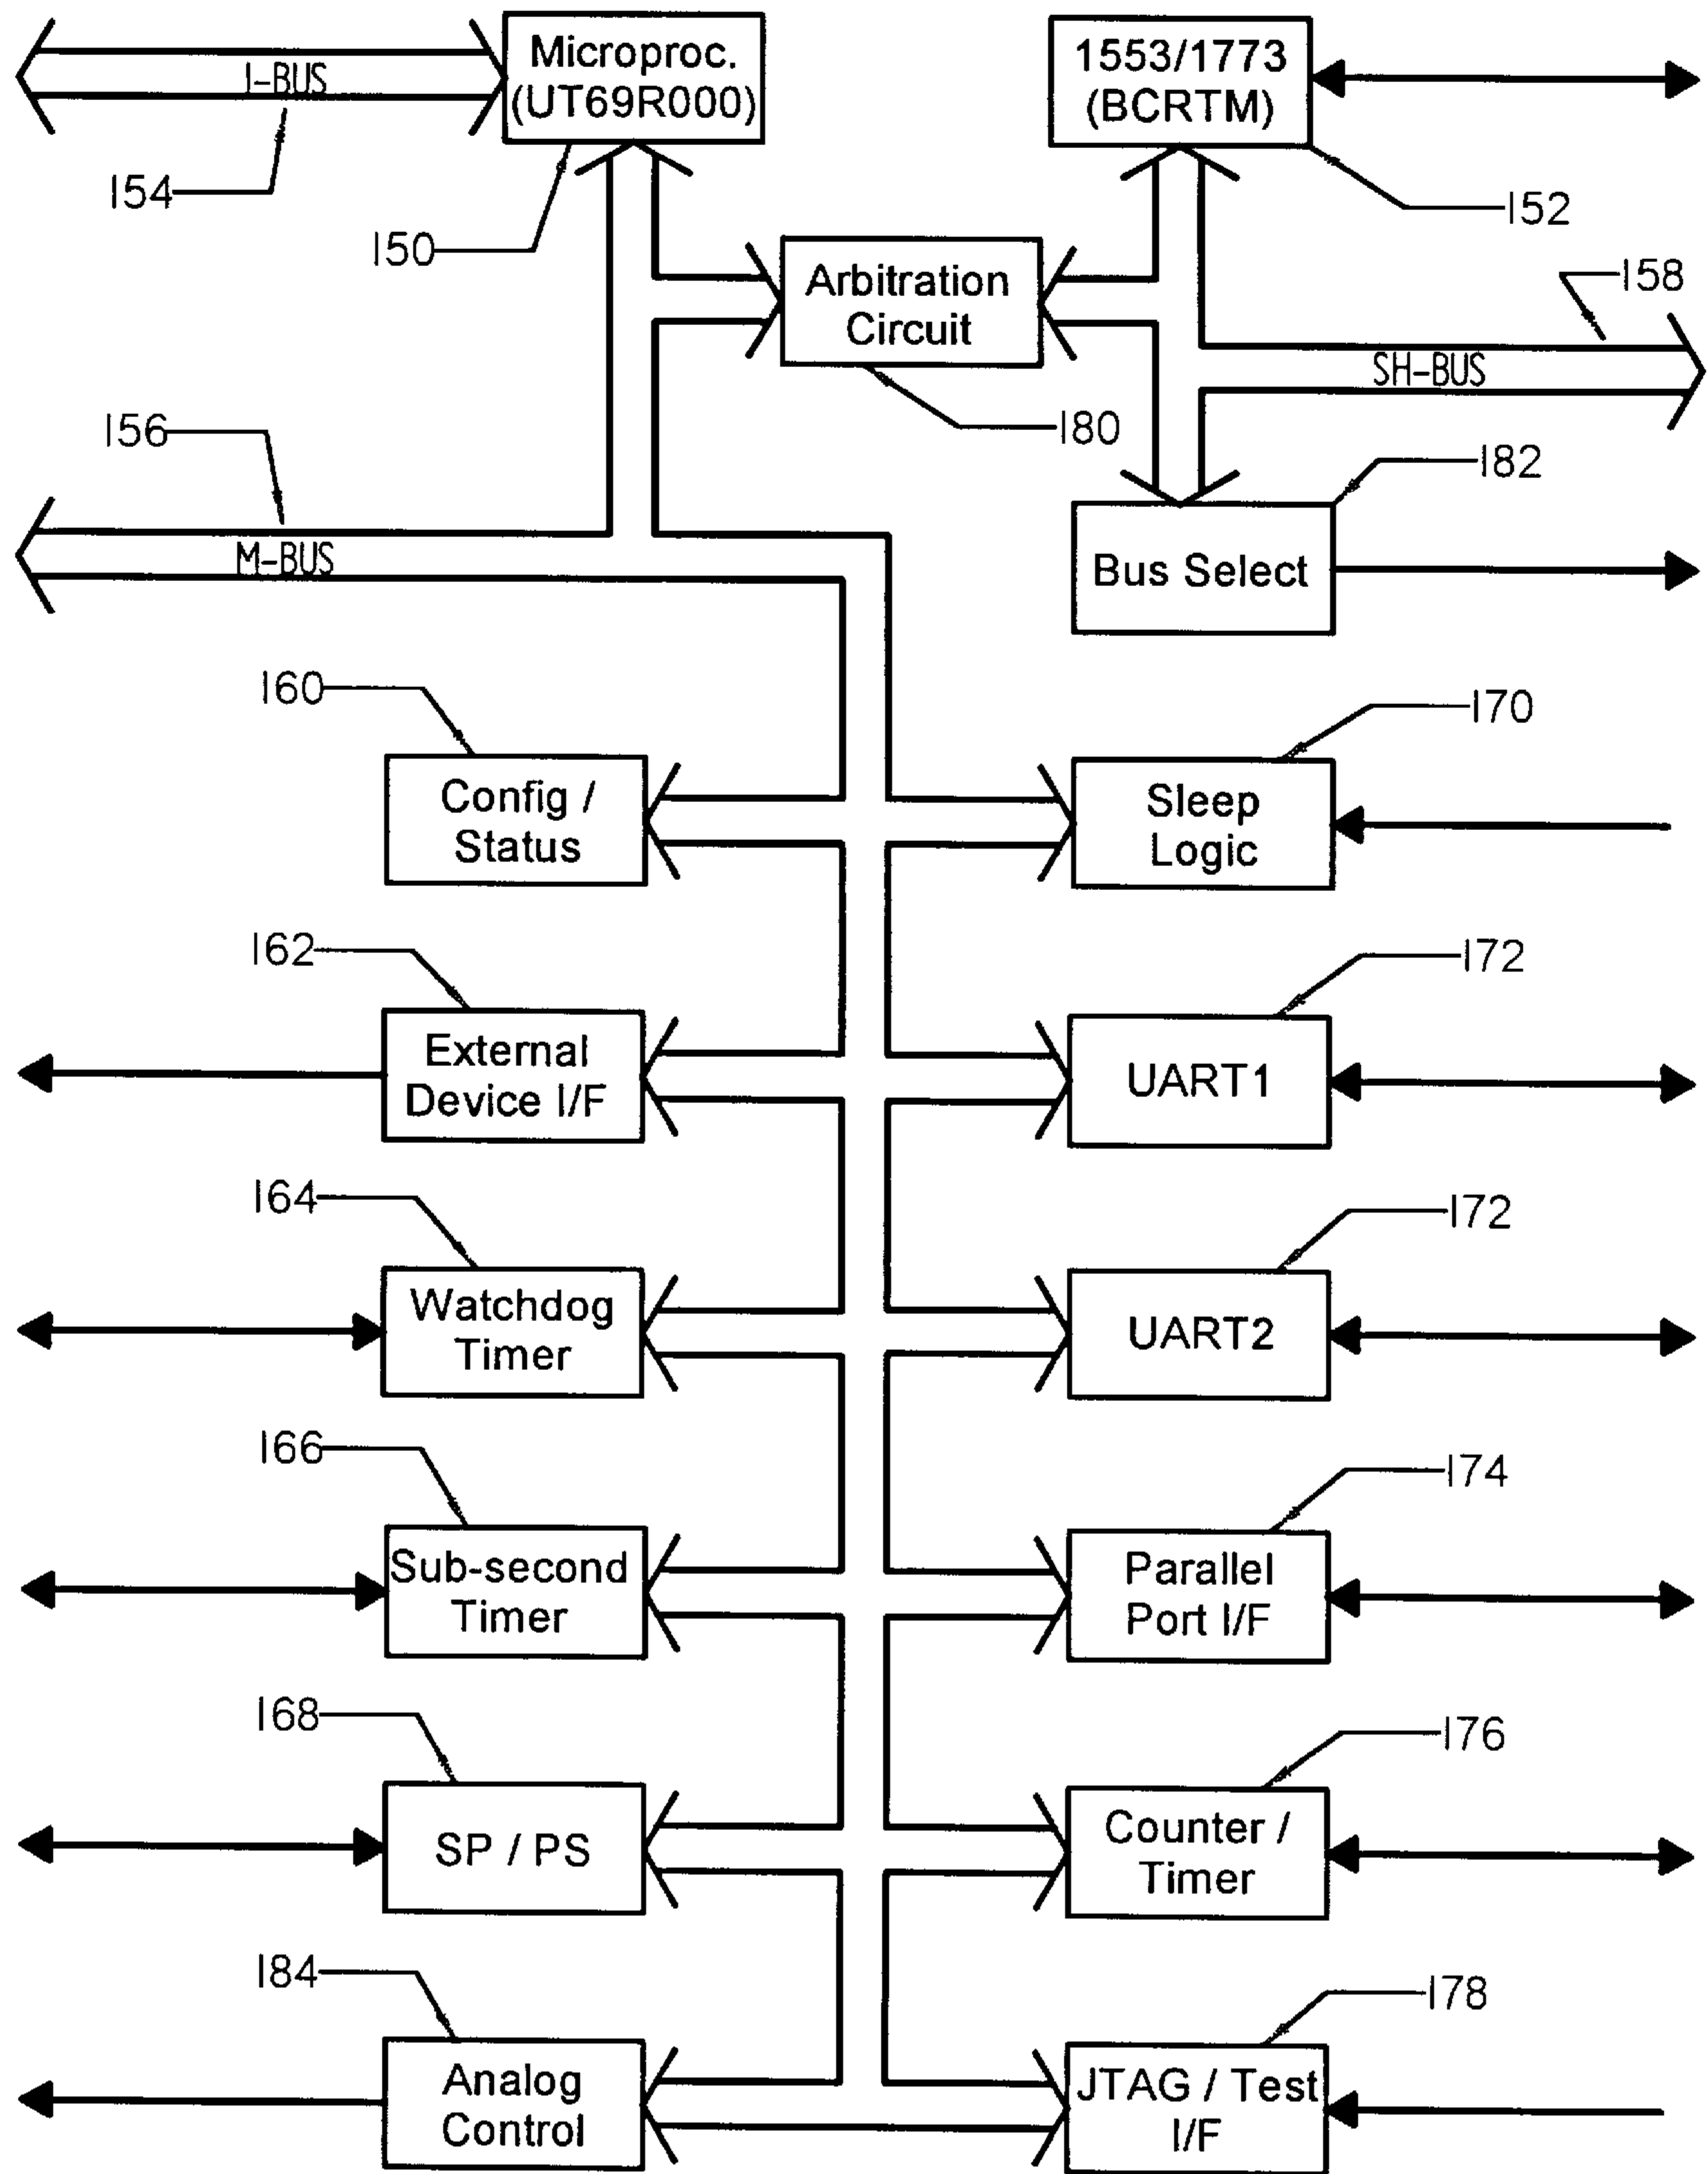 Microproc.
(UT69R000)
1553/1773
(BCRTM)
I-BUS
154
150
152
Arbitration
Circuit
158
SH-BUS
156
180
182
M-BUS
Bus Select
160
170
Config /
Status
Sleep
Logic
162
172
External
Device I/F
UART1
164
172
Watchdog
Timer
UART2
166
174
Sub-second
Timer
Parallel
Port I/F
168
176
SP / PS
Counter /
Timer
184
178
Analog
Control
JTAG / Test
I/F